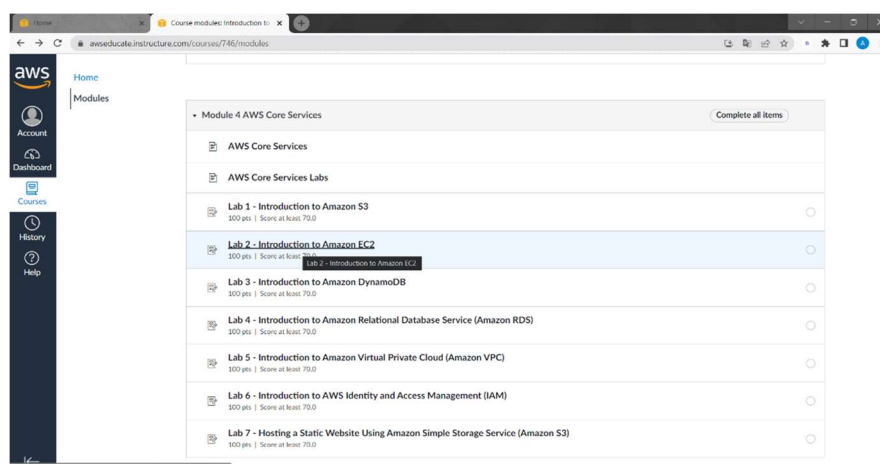 Home
Course modules: Introduction to
awseducate.instructure.com/courses/746/modules
A
aws
Account
Dashboard
Courses
History
Help
Home
Modules
Module 4 AWS Core Services
Complete all items
AWS Core Services
AWS Core Services Labs
Lab 1 - Introduction to Amazon S3
100 pts | Score at least 70.0
Lab 2 - Introduction to Amazon EC2
100 pts | Score at least 70.0
Lab 2 - Introduction to Amazon EC2
Lab 3 - Introduction to Amazon DynamoDB
100 pts | Score at least 70.0
Lab 4 - Introduction to Amazon Relational Database Service (Amazon RDS)
100 pts | Score at least 70.0
Lab 5 - Introduction to Amazon Virtual Private Cloud (Amazon VPC)
100 pts | Score at least 70.0
Lab 6 - Introduction to AWS Identity and Access Management (IAM)
100 pts | Score at least 70.0
Lab 7 - Hosting a Static Website Using Amazon Simple Storage Service (Amazon S3)
100 pts | Score at least 70.0